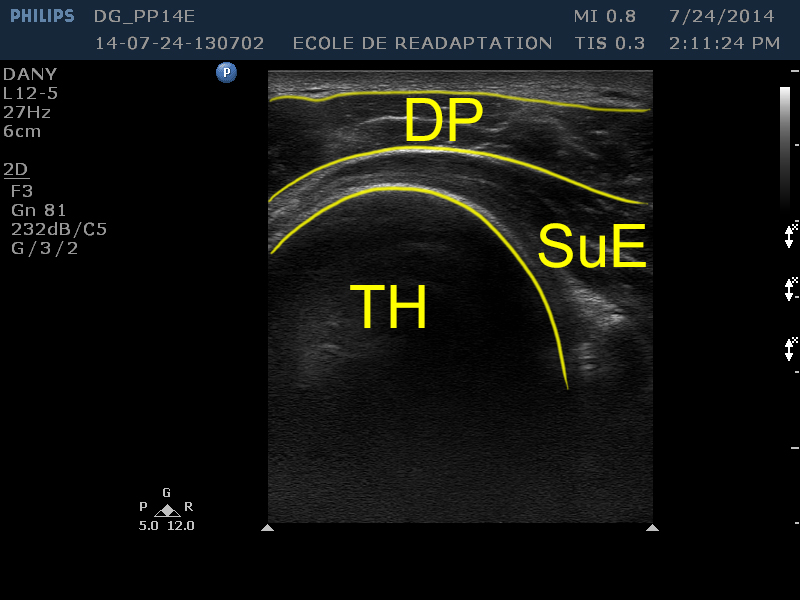 PHILIPS DG_PP14E MI 0.8 7/24/2014
14-07-24-130702 ECOLE DE READAPTATION TIS 0.3 2:11:24 PM
DANY
L12-5
27Hz
6cm
2D
F3
Gn 81
232dB/C5
G/3/2
P
DP
SuE
TH
G
P R
5.0 12.0